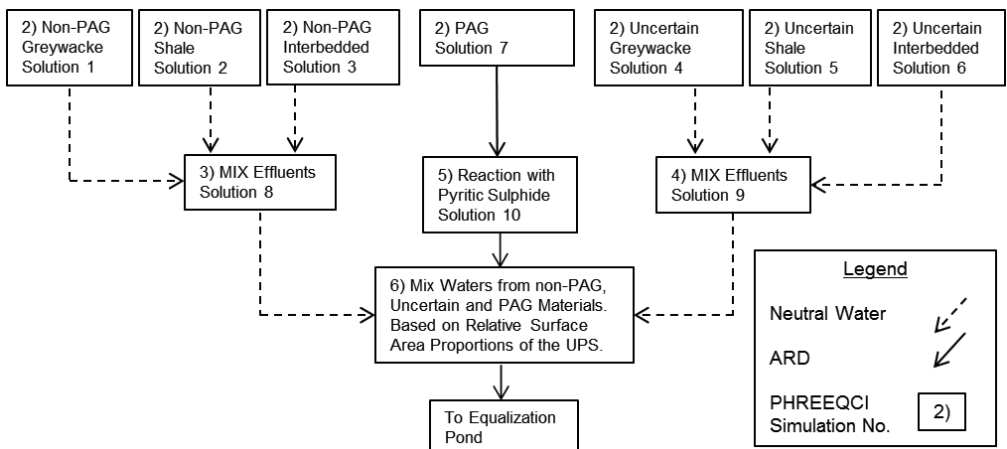 2) Non-PAG
Greywacke
Solution 1
2) Non-PAG
Shale
Solution 2
2) Non-PAG
Interbedded
Solution 3
2) PAG
Solution 7
2) Uncertain
Greywacke
Solution 4
2) Uncertain
Shale
Solution 5
2) Uncertain
Interbedded
Solution 6
3) MIX Effluents
Solution 8
5) Reaction with
Pyritic Sulphide
Solution 10
4) MIX Effluents
Solution 9
6) Mix Waters from non-PAG,
Uncertain and PAG Materials.
Based on Relative Surface
Area Proportions of the UPS.
To Equalization
Pond
Legend
Neutral Water
ARD
PHREEQCI
Simulation No.
2)